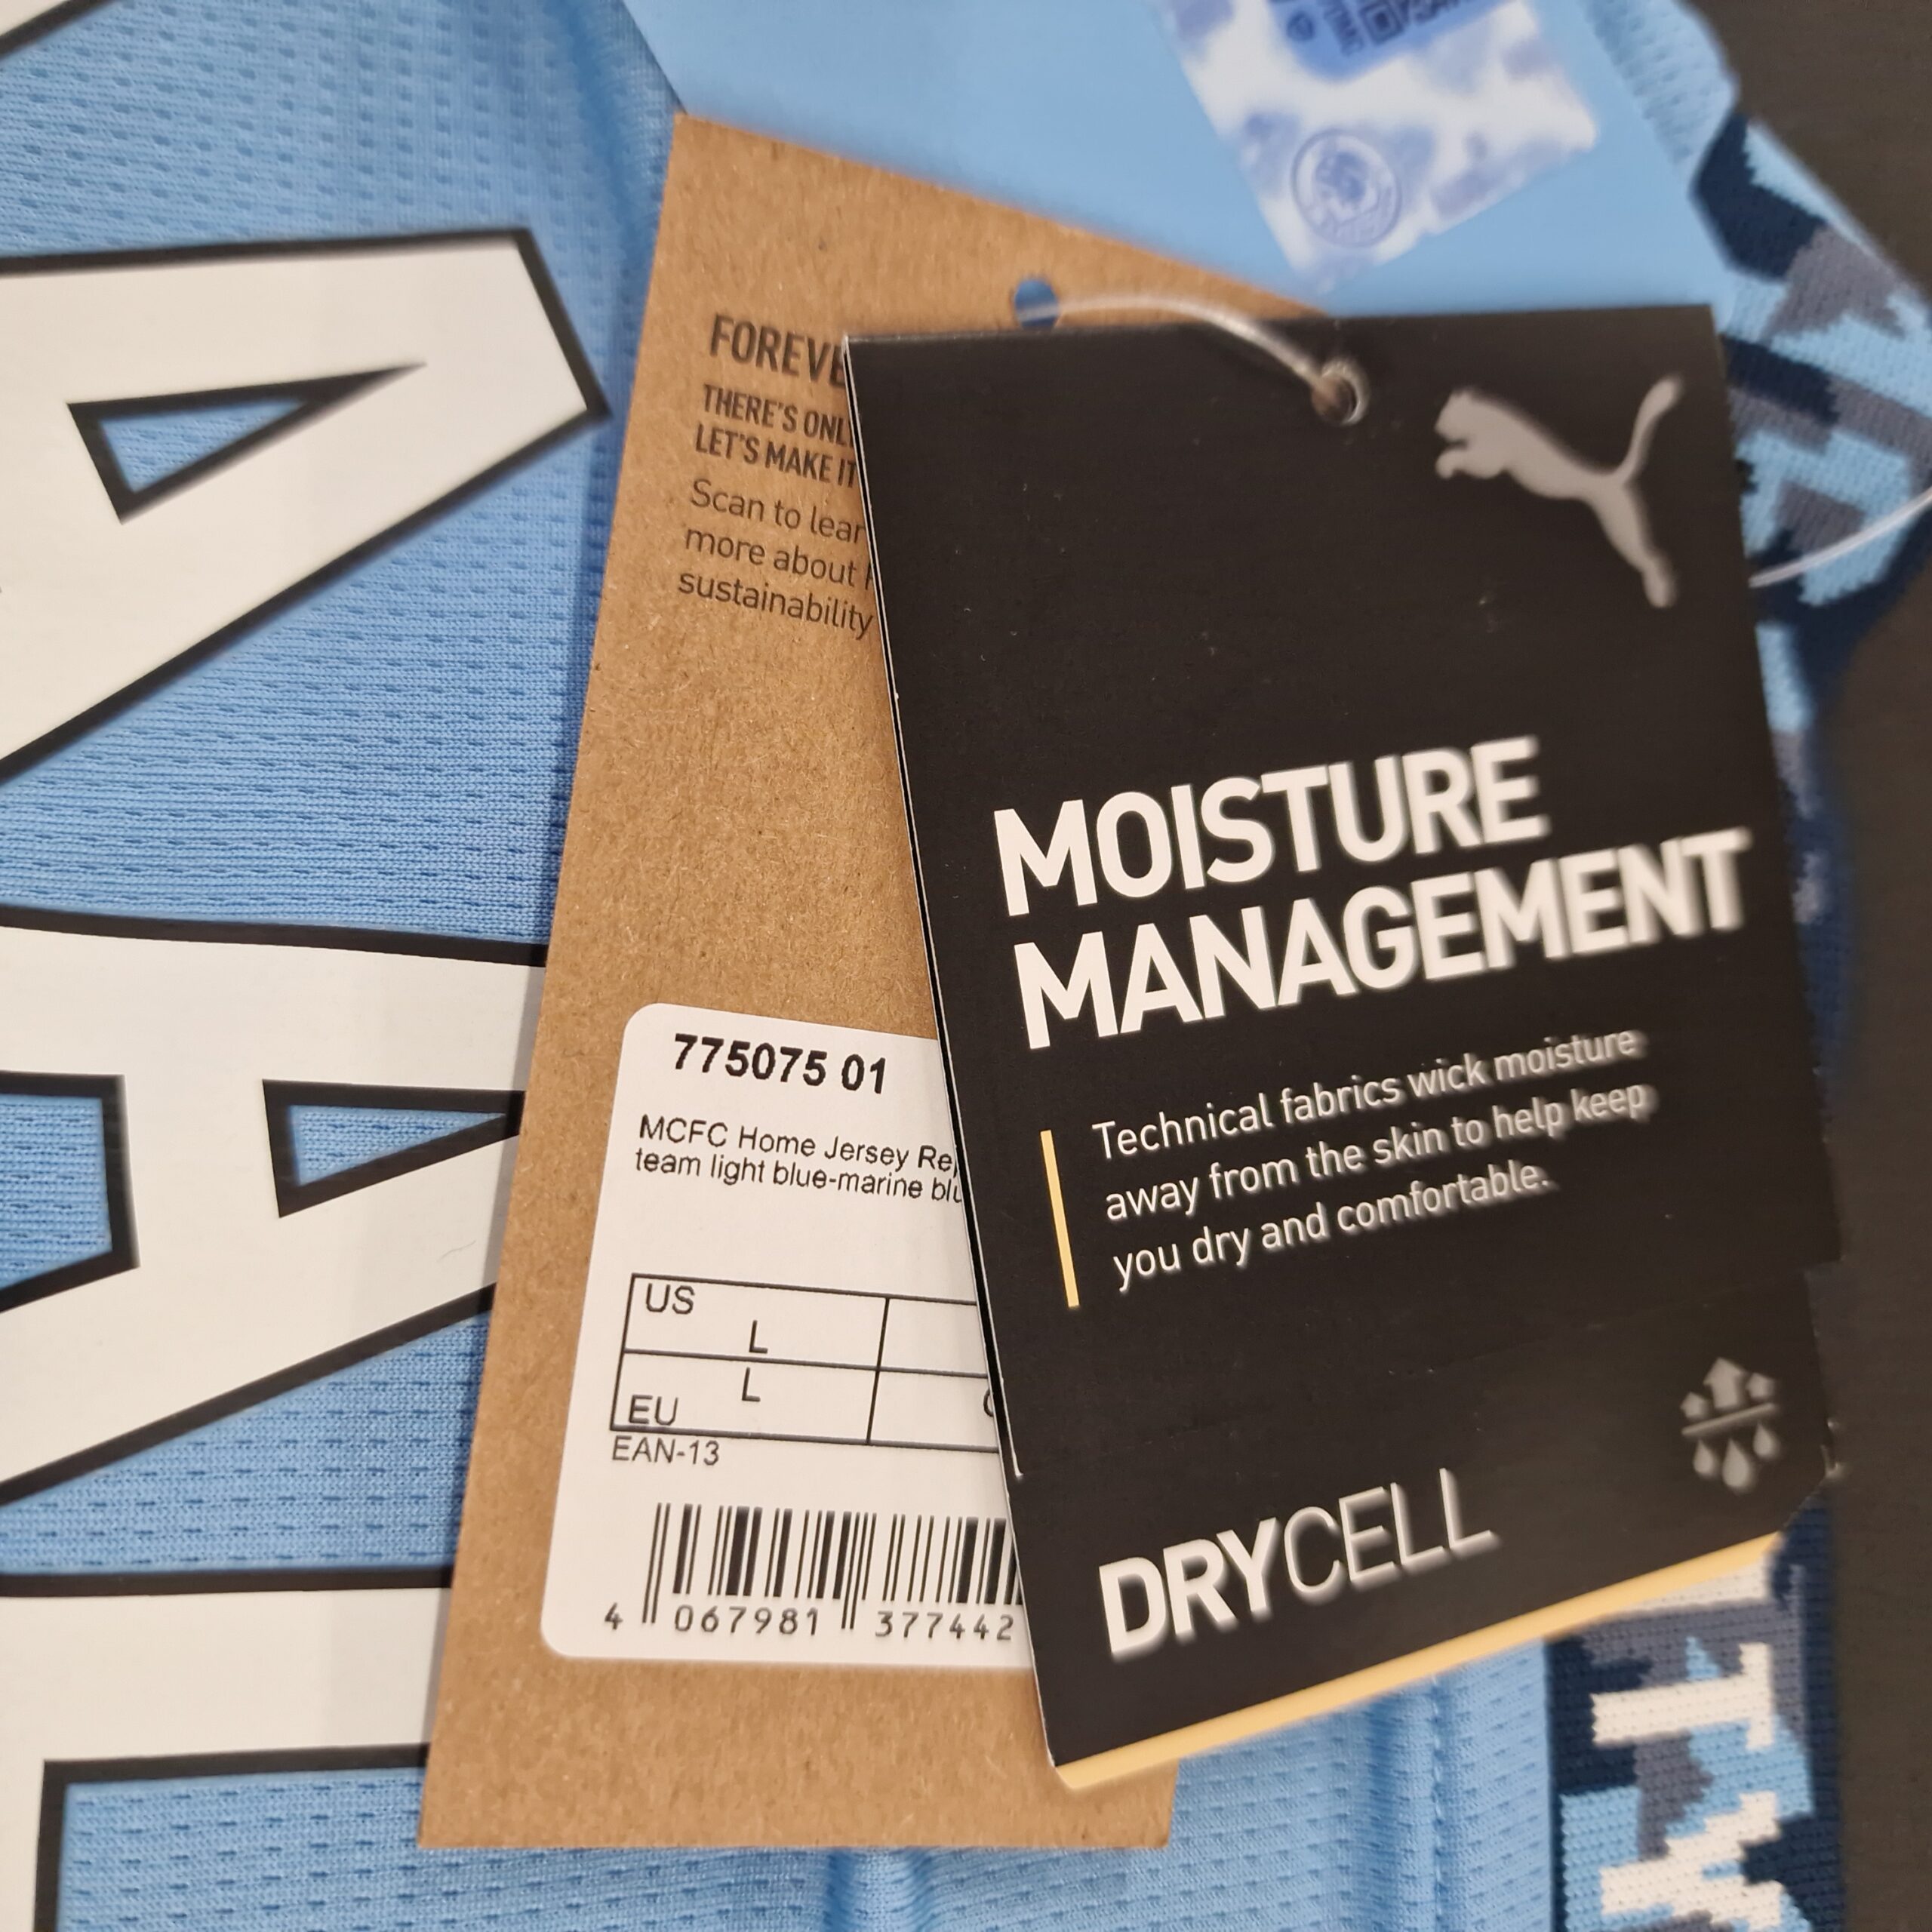 FOREVE
THERE'S ONL
LET'S MAKE IT
Scan to lear
more about
sustainability
MOISTURE
MANAGEMENT
Technical fabrics wick moisture
away from the skin to help keep
you dry and comfortable.
DRYCELL
775075 01
MCFC Home Jersey Re
team light blue-marine blu
US
L
L
EU
EAN-13
4 067981 377442
TY